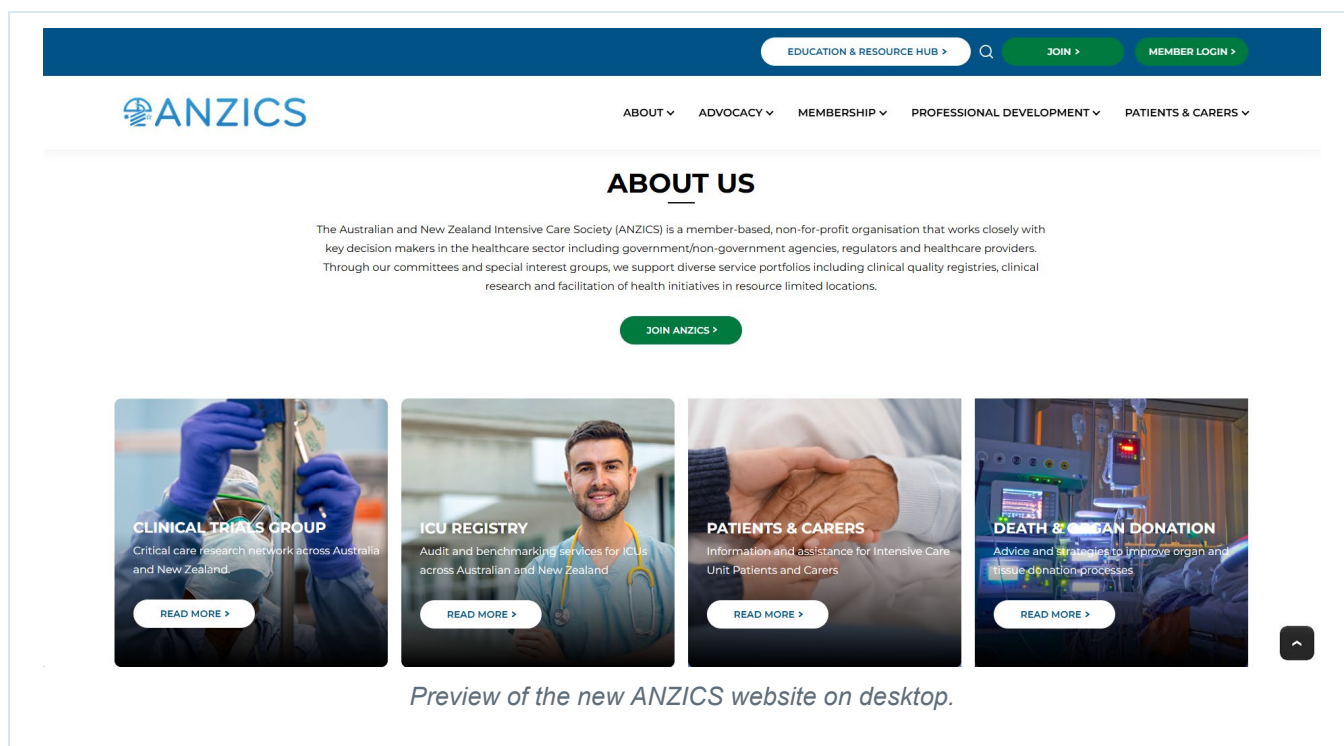 EDUCATION & RESOURCE HUB >
JOIN >
MEMBER LOGIN >
ANZICS
ABOUT
ADVOCACY
MEMBERSHIP
PROFESSIONAL DEVELOPMENT
PATIENTS & CARERS
ABOUT US
The Australian and New Zealand Intensive Care Society (ANZICS) is a member-based, non-for-profit organisation that works closely with
key decision makers in the healthcare sector including government/non-government agencies, regulators and healthcare providers.
Through our committees and special interest groups, we support diverse service portfolios including clinical quality registries, clinical
research and facilitation of health initiatives in resource limited locations.
JOIN ANZICS >
CLINICAL TRIALS GROUP
Critical care research network across Australia
and New Zealand.
READ MORE >
ICU REGISTRY
Audit and benchmarking services for ICUs
across Australian and New Zealand
READ MORE >
PATIENTS & CARERS
Information and assistance for Intensive Care
Unit Patients and Carers
READ MORE >
DEATH & ORGAN DONATION
Advice and strategies to improve organ and
tissue donation processes
READ MORE >
Preview of the new ANZICS website on desktop.